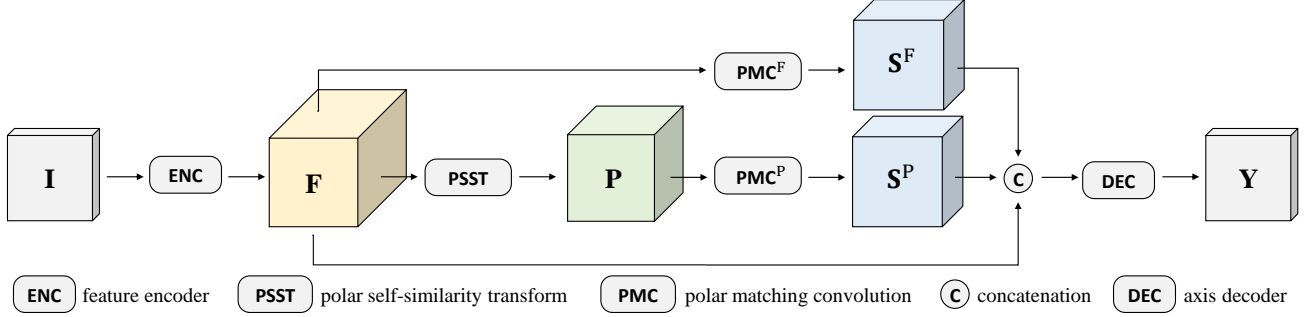 PMC^F
S^F
I
ENC
F
PSST
P
PMC^P
S^P
C
DEC
Y
ENC feature encoder PSST polar self-similarity transform PMC polar matching convolution C concatenation DEC axis decoder